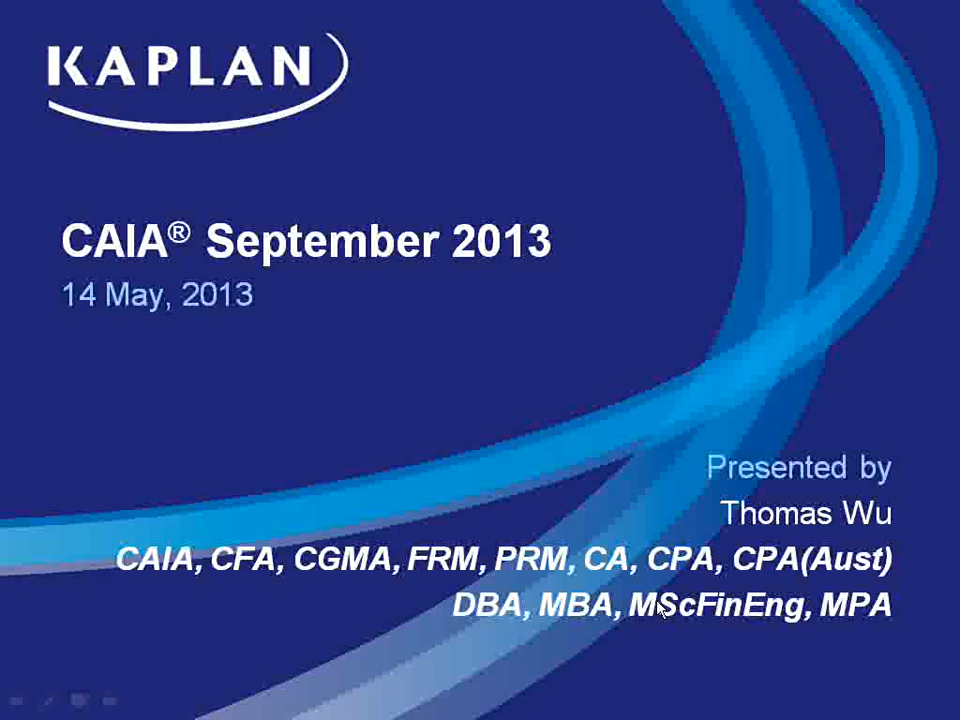 KAPLAN
CAIA® September 2013
14 May, 2013
Presented by
Thomas Wu
CAIA, CFA, CGMA, FRM, PRM, CA, CPA, CPA(Aust)
DBA, MBA, MScFinEng, MPA